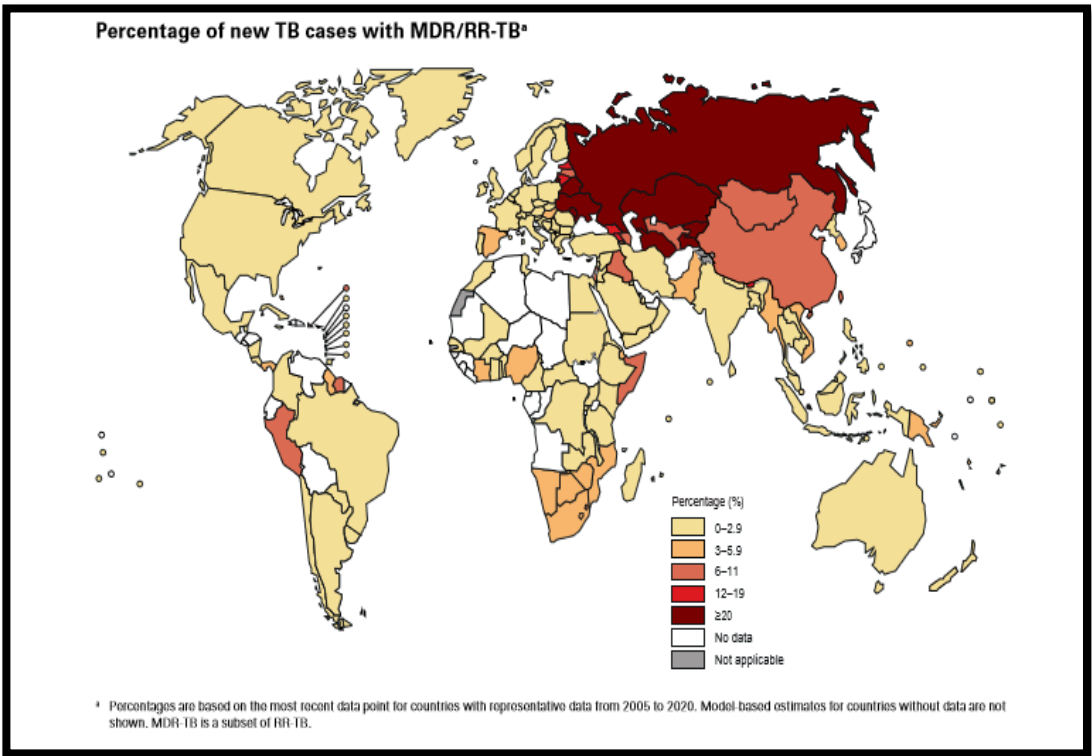 Percentage of new TB cases with MDR/RR-TBª
Percentage (%)
0–2.9
3–5.9
6–11
12–19
≥20
No data
Not applicable
ª Percentages are based on the most recent data point for countries with representative data from 2005 to 2020. Model-based estimates for countries without data are not
shown. MDR-TB is a subset of RR-TB.